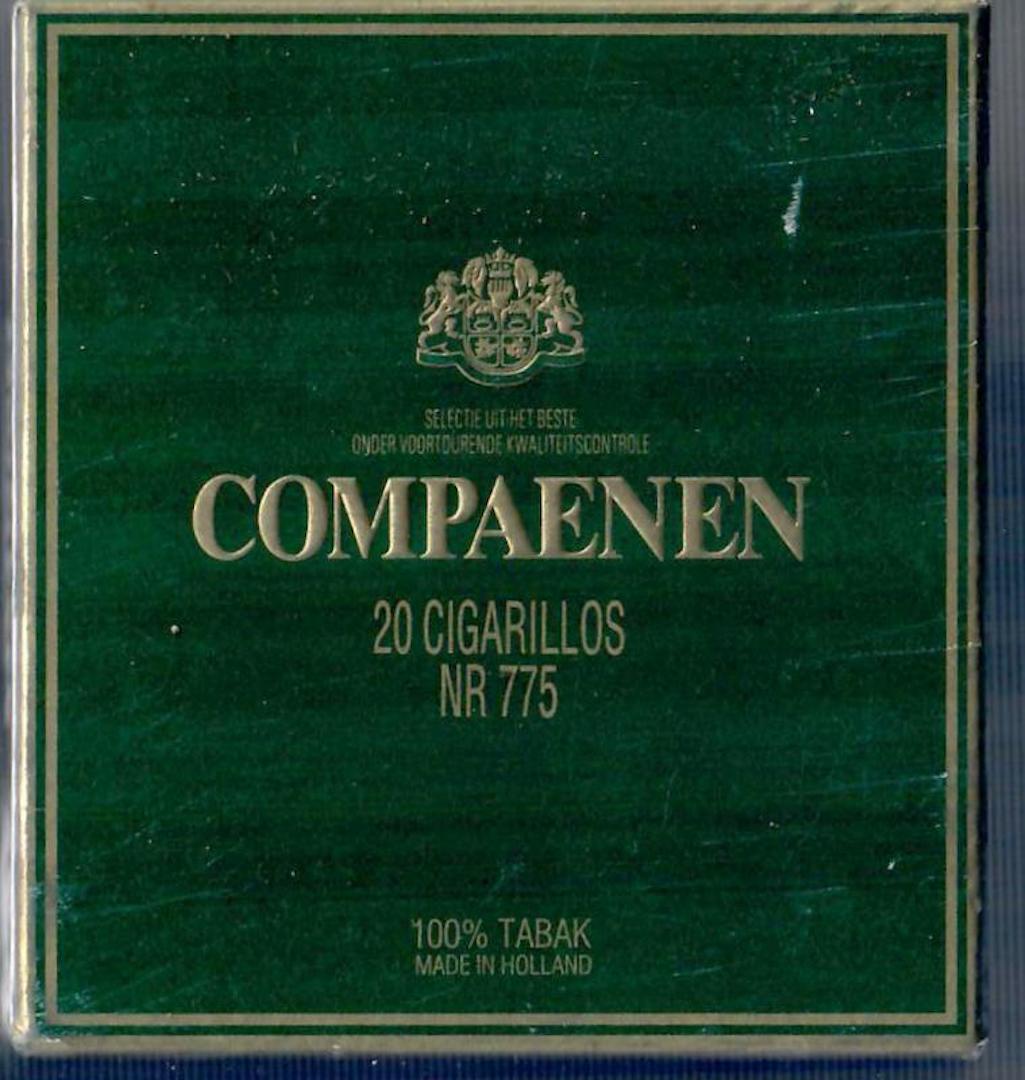 SELECTIE UIT HET BESTE
ONDER VOORTDURENDE KWALITEITSCONTROLE
COMPAENEN
20 CIGARILLOS
NR 775
100% TABAK
MADE IN HOLLAND